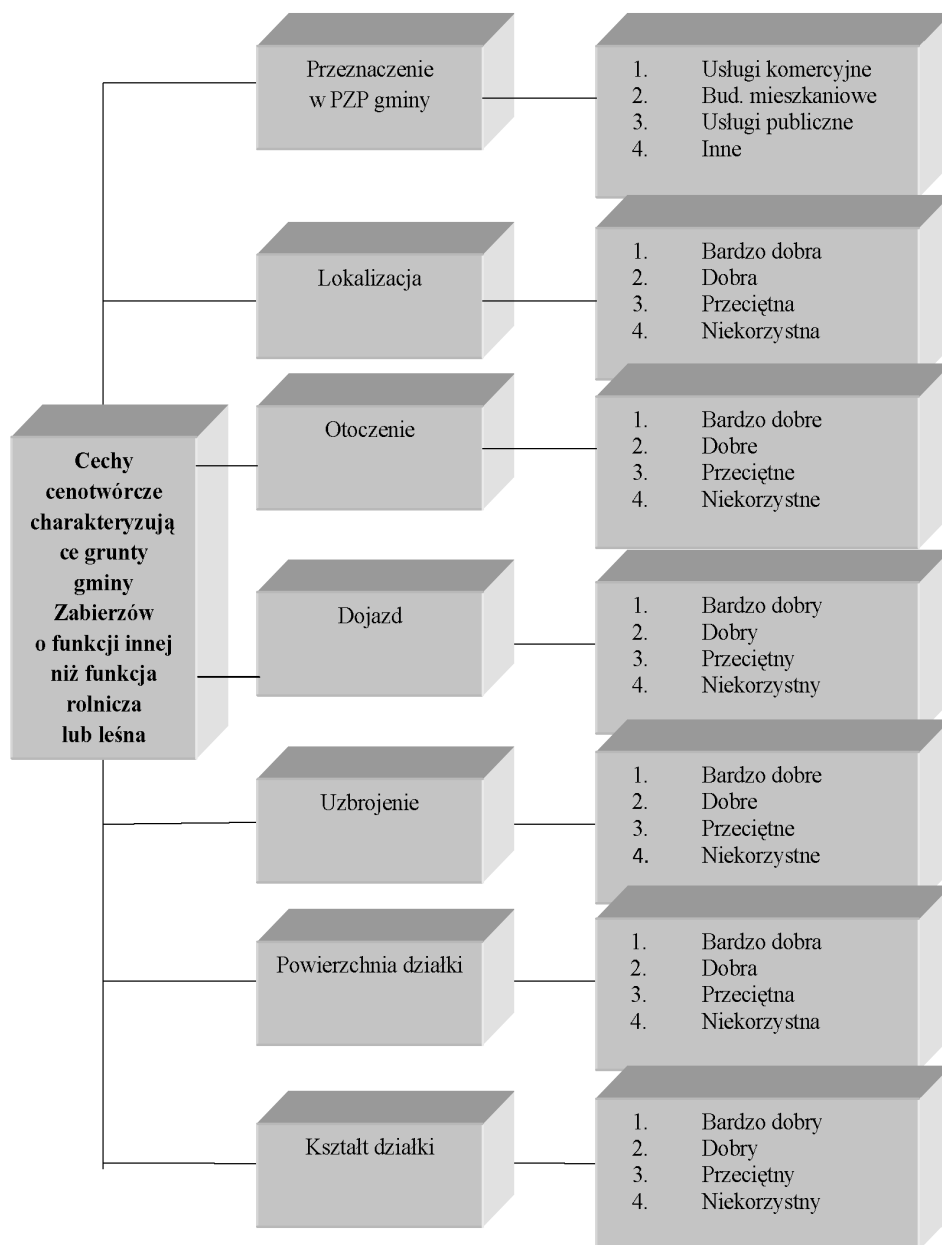 Przeznaczenie
w PZP gminy
1. Usługi komercyjne
2. Bud. mieszkaniowe
3. Usługi publiczne
4. Inne
Lokalizacja
1. Bardzo dobra
2. Dobra
3. Przeciętna
4. Niekorzystna
Cechy
cenotwórcze
charakteryzują
ce grunty
gminy
Zabierzów
o funkcji innej
niż funkcja
rolnicza
lub leśna
Otoczenie
1. Bardzo dobre
2. Dobre
3. Przeciętne
4. Niekorzystne
Dojazd
1. Bardzo dobry
2. Dobry
3. Przeciętny
4. Niekorzystny
Uzbrojenie
1. Bardzo dobre
2. Dobre
3. Przeciętne
4. Niekorzystne
Powierzchnia działki
1. Bardzo dobra
2. Dobra
3. Przeciętna
4. Niekorzystna
Kształt działki
1. Bardzo dobry
2. Dobry
3. Przeciętny
4. Niekorzystny